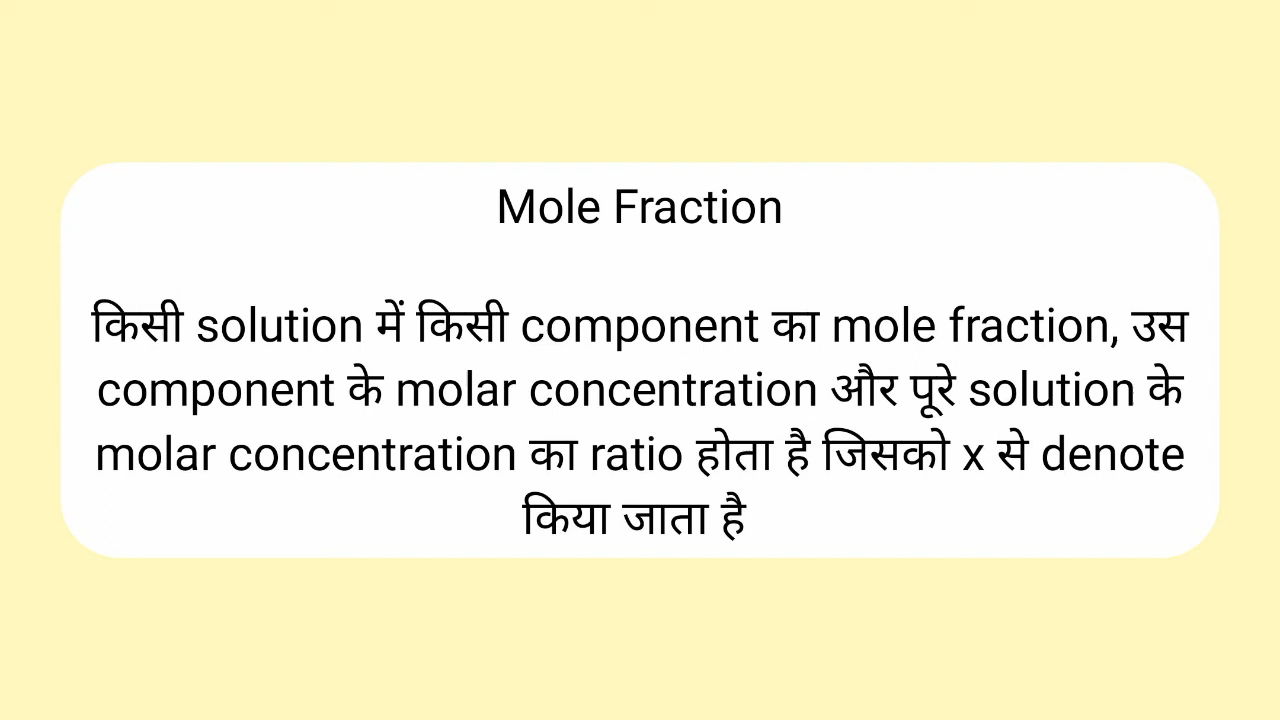 Mole Fraction
किसी solution में किसी component का mole fraction, उस
component के molar concentration और पूरे solution के
molar concentration का ratio होता है जिसको x से denote
किया जाता है